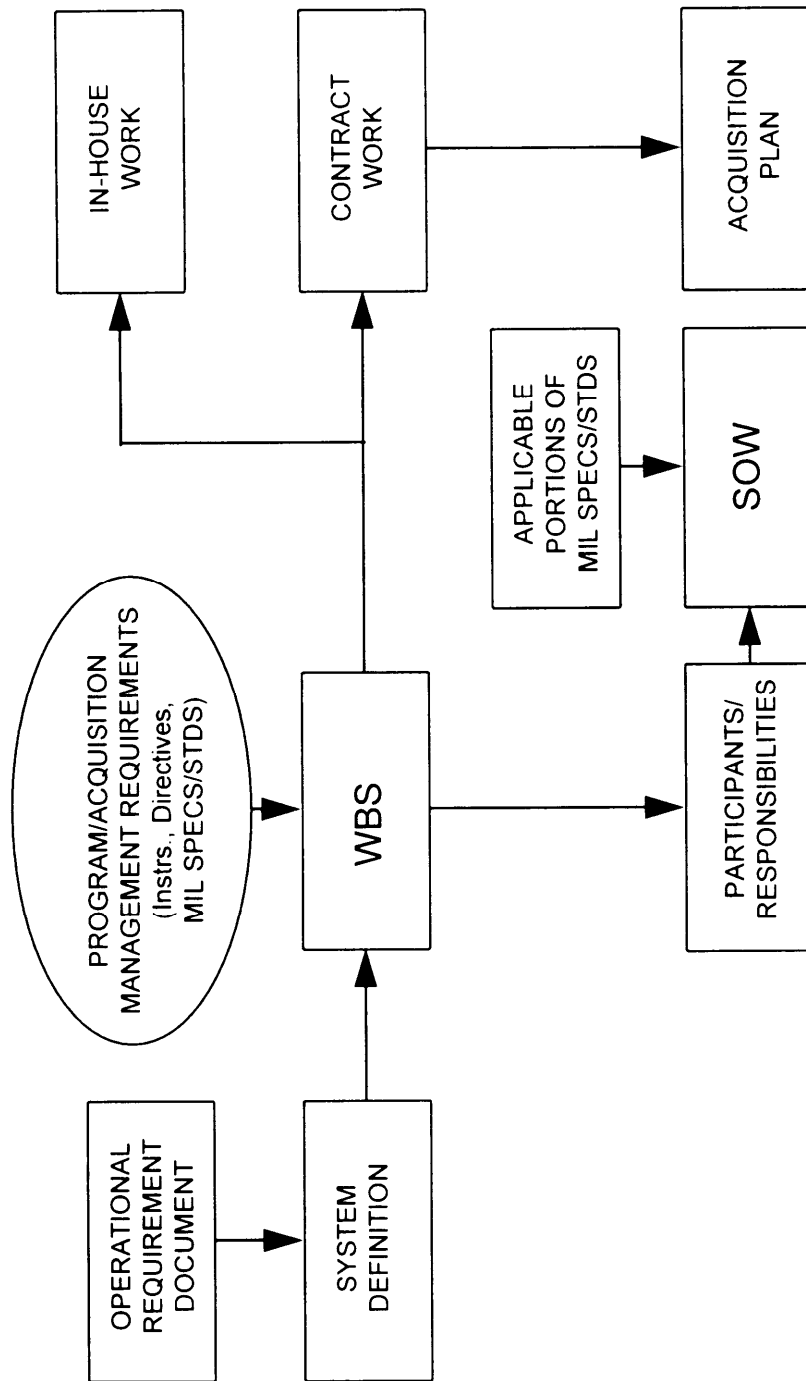 OPERATIONAL
REQUIREMENT
DOCUMENT
PROGRAM/ACQUISITION
MANAGEMENT REQUIREMENTS
(Instrs., Directives,
MIL SPECS/STDS)
IN-HOUSE
WORK
SYSTEM
DEFINITION
WBS
CONTRACT
WORK
APPLICABLE
PORTIONS OF
MIL SPECS/STDS
PARTICIPANTS/
RESPONSIBILITIES
SOW
ACQUISITION
PLAN